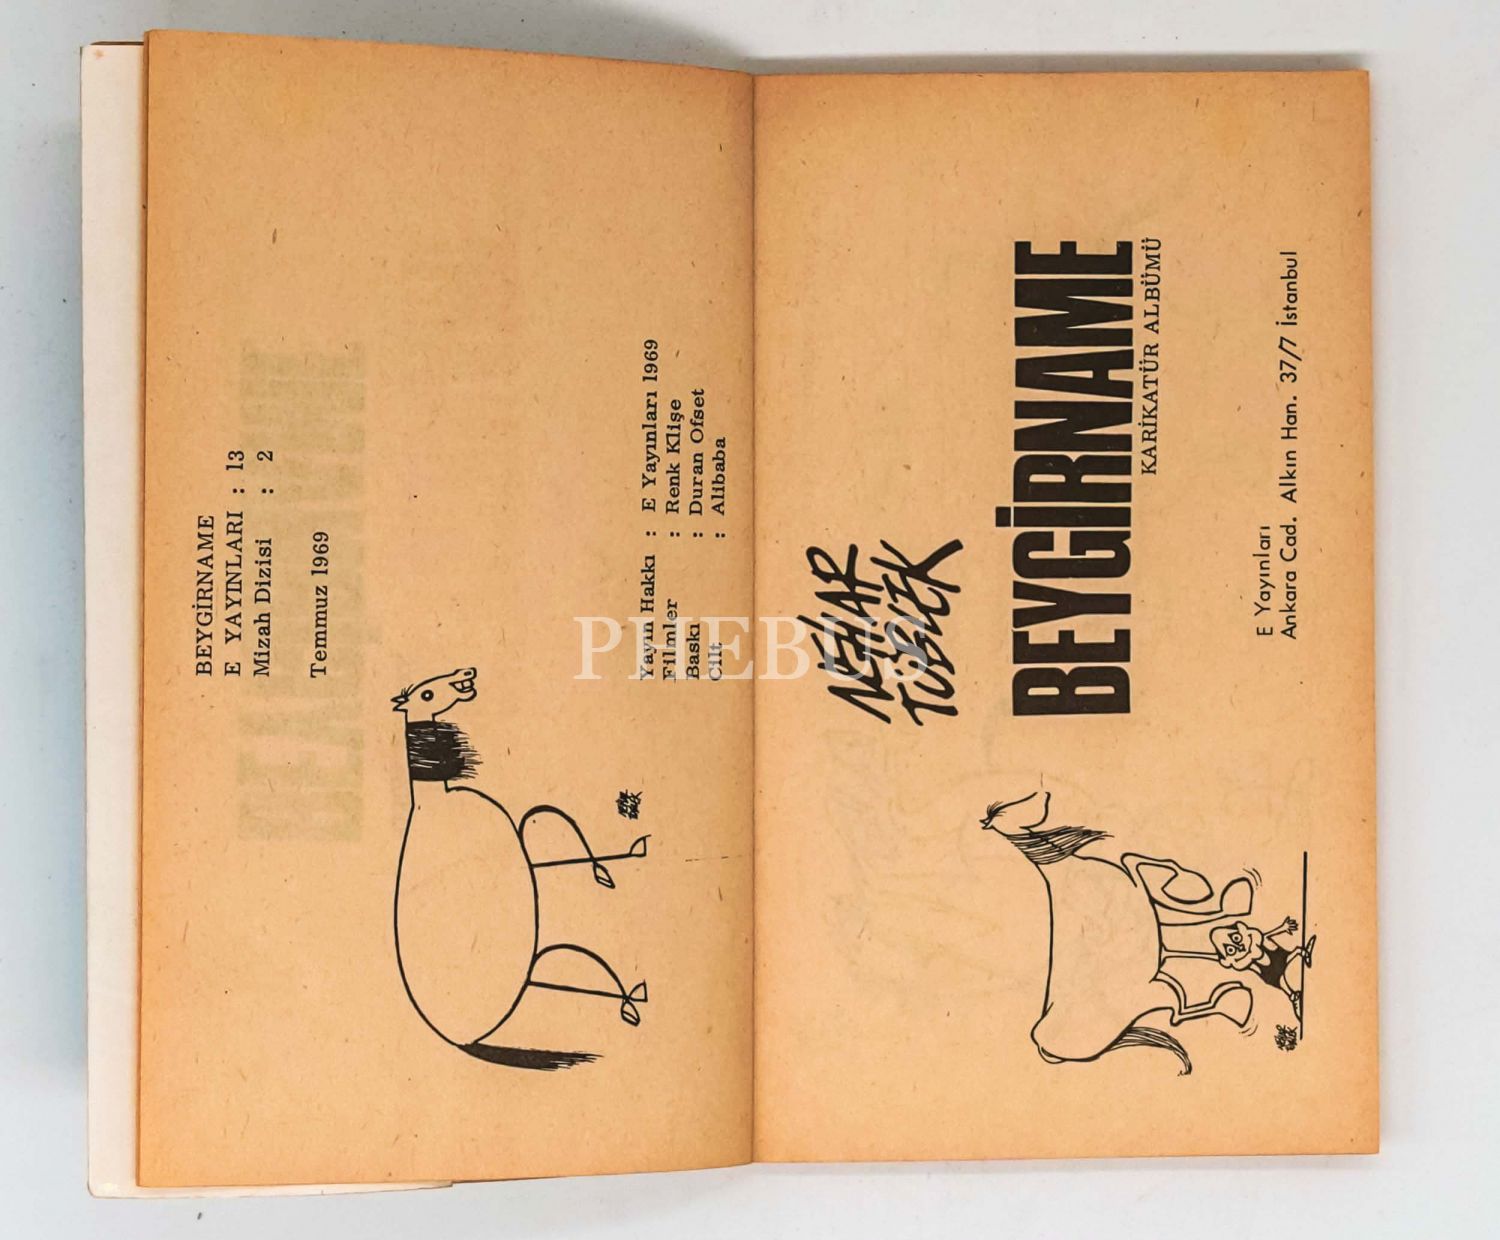 BEYGİRNAME
E YAYINLARI : 13
Mizah Dizisi : 2
Temmuz 1969
Yayın Hakkı : E Yayınları 1969
Filmler : Renk Klişe
Baskı : Duran Ofset
Cilt : Alibaba
NEHAR
TÜBLEK
BEYGİRNAME
KARİKATÜR ALBÜMÜ
E Yayınları
Ankara Cad. Alkın Han. 37/7 İstanbul
PHEBUS